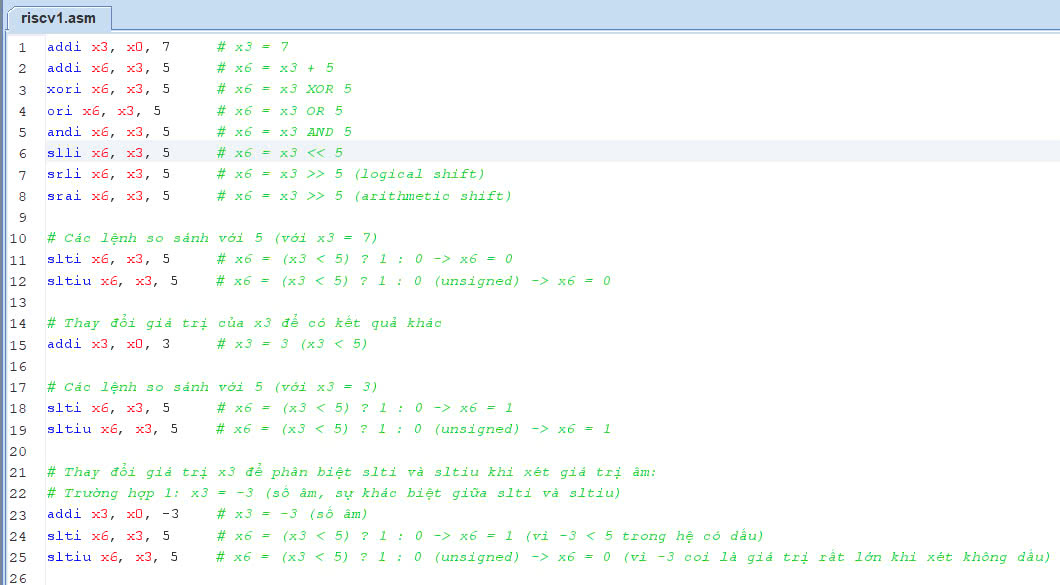 riscv1.asm
1 addi x3, x0, 7 # x3 = 7
2 addi x6, x3, 5 # x6 = x3 + 5
3 xori x6, x3, 5 # x6 = x3 XOR 5
4 ori x6, x3, 5 # x6 = x3 OR 5
5 andi x6, x3, 5 # x6 = x3 AND 5
6 slli x6, x3, 5 # x6 = x3 << 5
7 srli x6, x3, 5 # x6 = x3 >> 5 (logical shift)
8 srai x6, x3, 5 # x6 = x3 >> 5 (arithmetic shift)
9
10 # Các lệnh so sánh với 5 (với x3 = 7)
11 slti x6, x3, 5 # x6 = (x3 < 5) ? 1 : 0 -> x6 = 0
12 sltiu x6, x3, 5 # x6 = (x3 < 5) ? 1 : 0 (unsigned) -> x6 = 0
13
14 # Thay đổi giá trị của x3 để có kết quả khác
15 addi x3, x0, 3 # x3 = 3 (x3 < 5)
16
17 # Các lệnh so sánh với 5 (với x3 = 3)
18 slti x6, x3, 5 # x6 = (x3 < 5) ? 1 : 0 -> x6 = 1
19 sltiu x6, x3, 5 # x6 = (x3 < 5) ? 1 : 0 (unsigned) -> x6 = 1
20
21 # Thay đổi giá trị x3 để phân biệt slti và sltiu khi xét giá trị âm:
22 # Trường hợp 1: x3 = -3 (số âm, sự khác biệt giữa slti và sltiu)
23 addi x3, x0, -3 # x3 = -3 (số âm)
24 slti x6, x3, 5 # x6 = (x3 < 5) ? 1 : 0 -> x6 = 1 (vì -3 < 5 trong hệ có dấu)
25 sltiu x6, x3, 5 # x6 = (x3 < 5) ? 1 : 0 (unsigned) -> x6 = 0 (vì -3 coi là giá trị rất lớn khi xét không dấu)
26